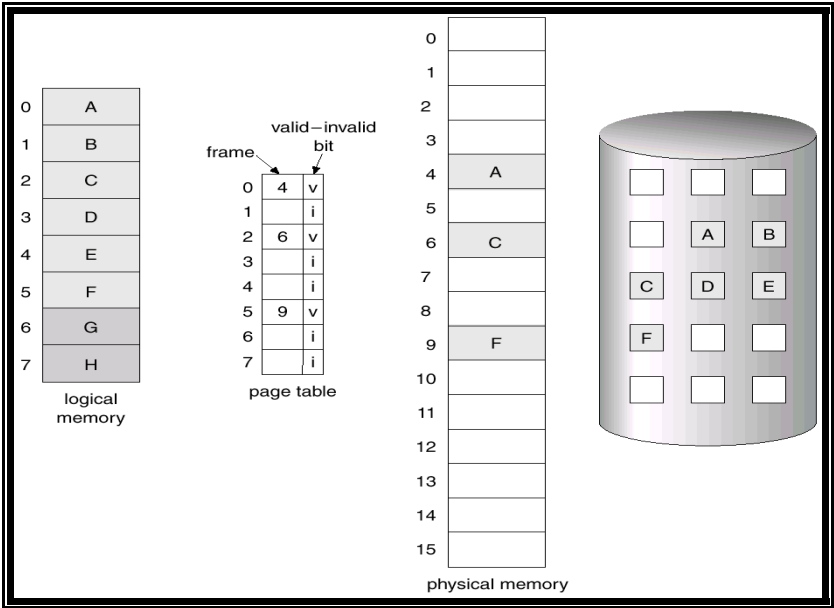 0 A
1 B
2 C
3 D
4 E
5 F
6 G
7 H
logical
memory
valid–invalid
bit
frame
0 4 v
1 i
2 6 v
3 i
4 i
5 9 v
6 i
7 i
page table
0
1
2
3
4 A
5
6 C
7
8
9 F
10
11
12
13
14
15
physical memory
A B
C D E
F